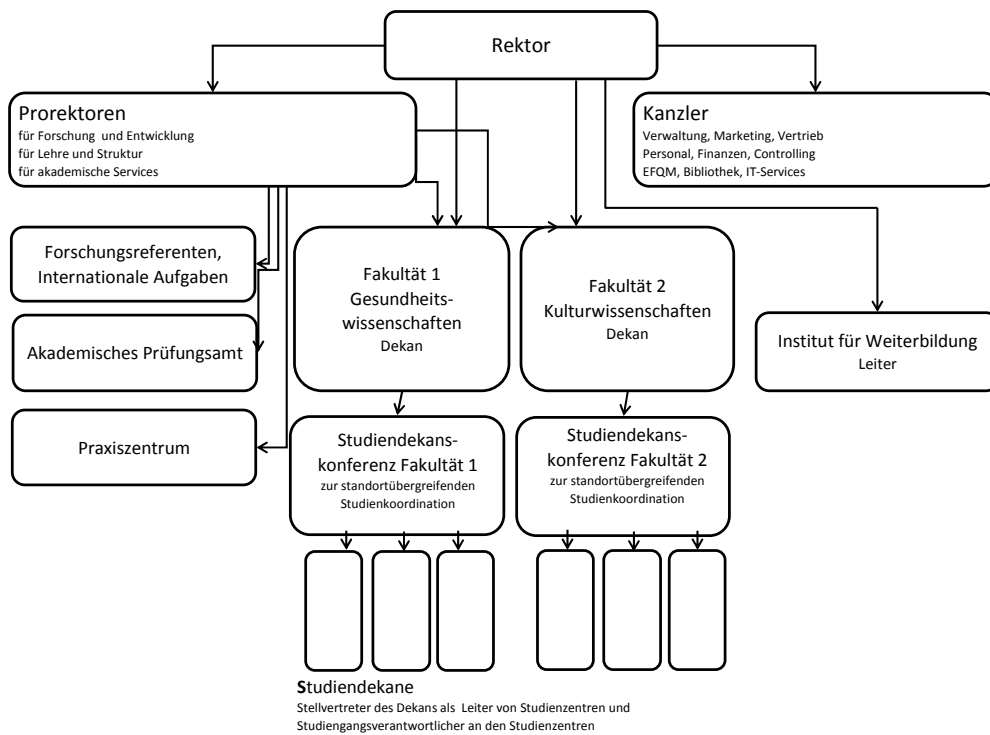 Rektor
Prorektoren
für Forschung und Entwicklung
für Lehre und Struktur
für akademische Services
Kanzler
Verwaltung, Marketing, Vertrieb
Personal, Finanzen, Controlling
EFQM, Bibliothek, IT-Services
Forschungsreferenten,
Internationale Aufgaben
Akademisches Prüfungsamt
Praxiszentrum
Fakultät 1
Gesundheits-
wissenschaften
Dekan
Fakultät 2
Kulturwissenschaften
Dekan
Institut für Weiterbildung
Leiter
Studiendekans-
konferenz Fakultät 1
zur standortübergreifenden
Studienkoordination
Studiendekans-
konferenz Fakultät 2
zur standortübergreifenden
Studienkoordination
Studiendekane
Stellvertreter des Dekans als Leiter von Studienzentren und
Studiengangsverantwortlicher an den Studienzentren